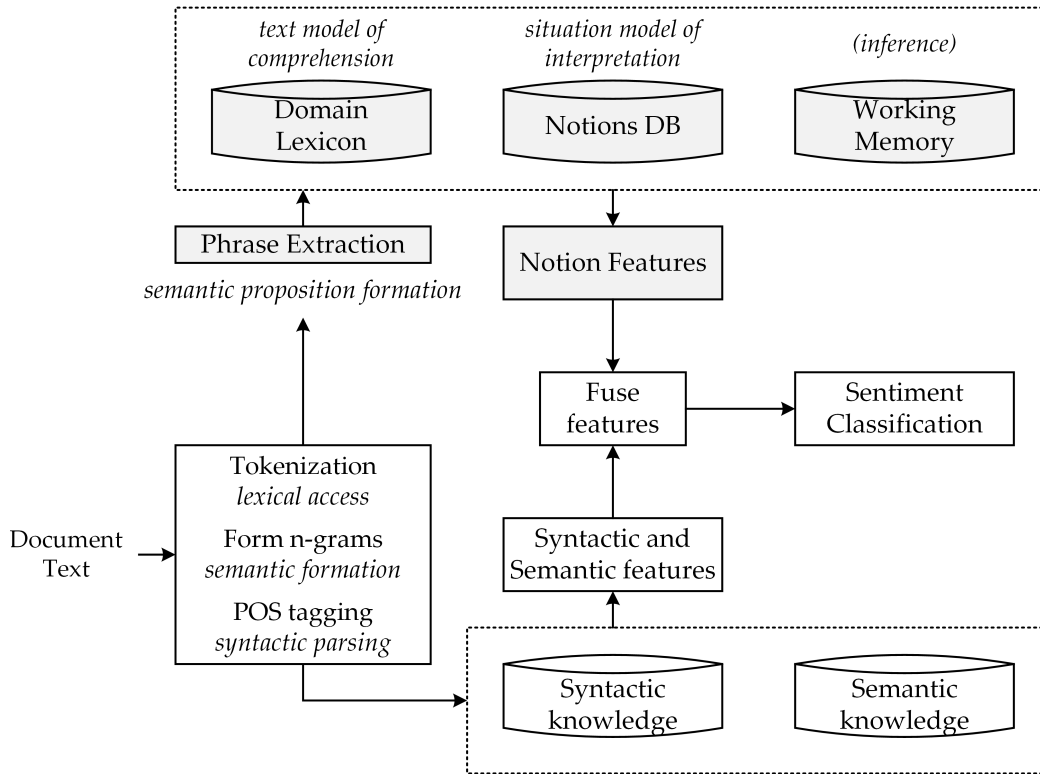 text model of
comprehension
situation model of
interpretation
(inference)
Domain
Lexicon
Notions DB
Working
Memory
Phrase Extraction
semantic proposition formation
Notion Features
Fuse
features
Sentiment
Classification
Tokenization
lexical access
Form n-grams
semantic formation
POS tagging
syntactic parsing
Document
Text
Syntactic and
Semantic features
Syntactic
knowledge
Semantic
knowledge